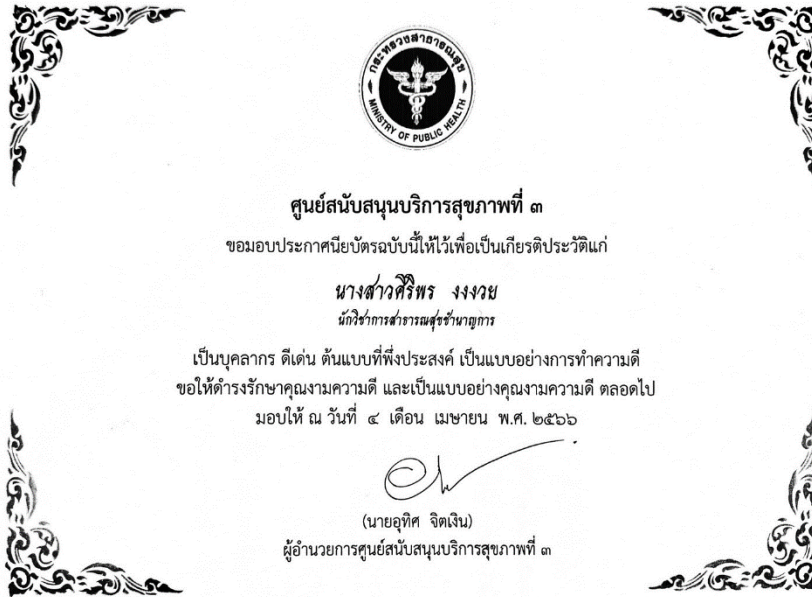 กระทรวงสาธารณสุข
MINISTRY OF PUBLIC HEALTH
ศูนย์สนับสนุนบริการสุขภาพที่ ๓
ขอมอบประกาศนียบัตรฉบับนี้ให้ไว้เพื่อเป็นเกียรติประวัติแก่
นางสาวศิริพร งงงวย
นักวิชาการสาธารณสุขชำนาญการ
เป็นบุคลากร ดีเด่น ต้นแบบที่พึงประสงค์ เป็นแบบอย่างการทำความดี
ขอให้ดำรงรักษาคุณงามความดี และเป็นแบบอย่างคุณงามความดี ตลอดไป
มอบให้ ณ วันที่ ๔ เดือน เมษายน พ.ศ. ๒๕๖๖
(นายอุทิศ จิตเงิน)
ผู้อำนวยการศูนย์สนับสนุนบริการสุขภาพที่ ๓